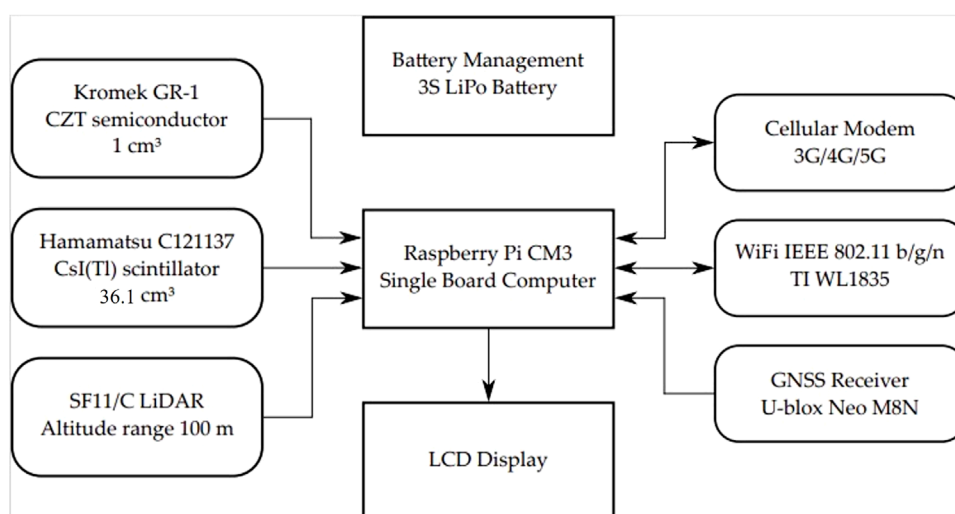 Battery Management
3S LiPo Battery
Kromek GR-1
CZT semiconductor
1 cm³
Cellular Modem
3G/4G/5G
Hamamatsu C121137
CsI(Tl) scintillator
36.1 cm³
Raspberry Pi CM3
Single Board Computer
WiFi IEEE 802.11 b/g/n
TI WL1835
SF11/C LiDAR
Altitude range 100 m
GNSS Receiver
U-blox Neo M8N
LCD Display